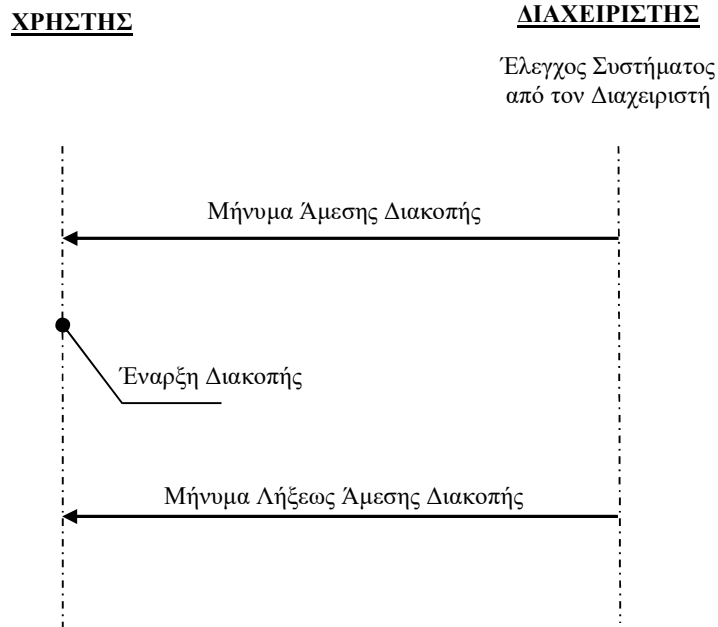 ΧΡΗΣΤΗΣ
ΔΙΑΧΕΙΡΙΣΤΗΣ
Έλεγχος Συστήματος
από τον Διαχειριστή
Μήνυμα Άμεσης Διακοπής
Έναρξη Διακοπής
Μήνυμα Λήξεως Άμεσης Διακοπής